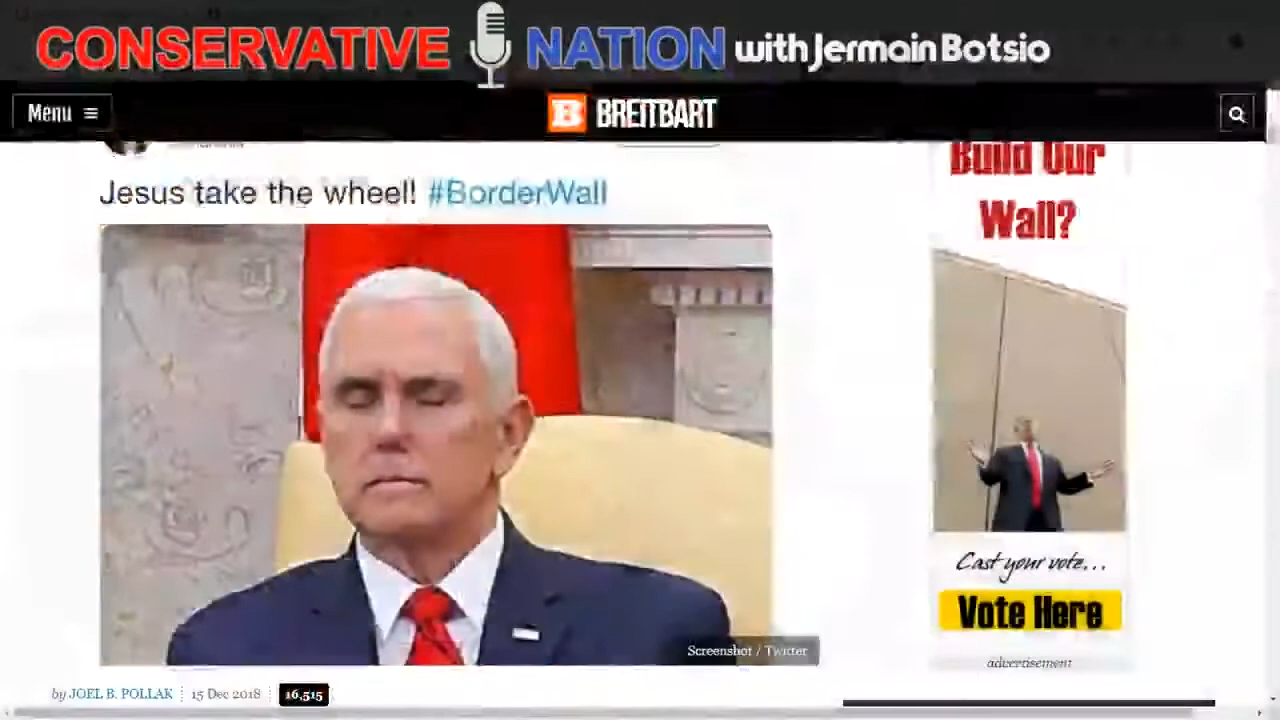 CONSERVATIVE NATION with Jermain Botsio
Menu
BREITBART
Jesus take the wheel! #BorderWall
Screenshot / Twitter
by JOEL B. POLLAK
15 Dec 2018
16,515
Build Our
Wall?
Cast your vote...
Vote Here
advertisement